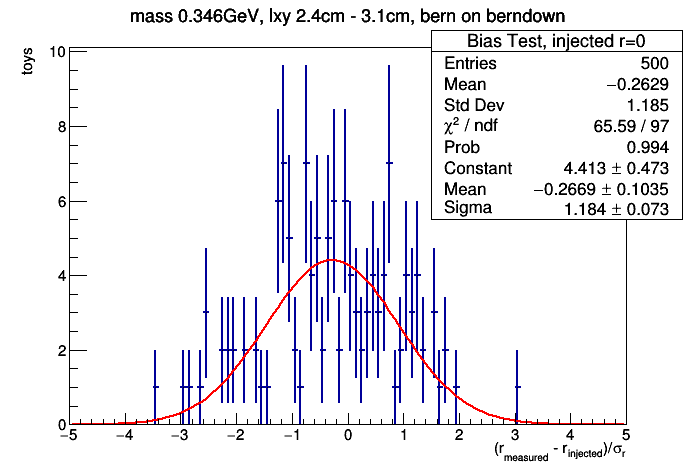 mass 0.346GeV, lxy 2.4cm - 3.1cm, bern on berndown
Bias Test, injected r=0
Entries 500
Mean −0.2629
Std Dev 1.185
χ² / ndf 65.59 / 97
Prob 0.994
Constant 4.413 ± 0.473
Mean −0.2669 ± 0.1035
Sigma 1.184 ± 0.073
toys
10
8
6
4
2
0
−5 −4 −3 −2 −1 0 1 2 3 4 5
(r_measured - r_injected)/σ_r